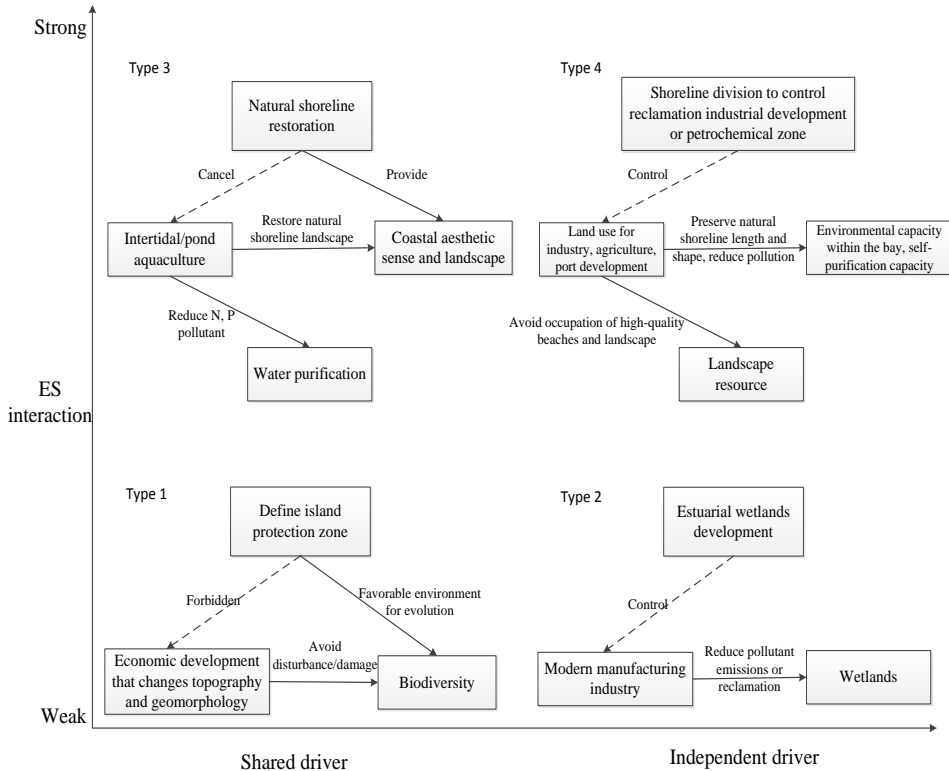 Strong
Type 3
Natural shoreline
restoration
Cancel
Provide
Intertidal/pond
aquaculture
Restore natural
shoreline landscape
Coastal aesthetic
sense and landscape
Reduce N, P
pollutant
Water purification
Type 4
Shoreline division to control
reclamation industrial development
or petrochemical zone
Control
Land use for
industry, agriculture,
port development
Preserve natural
shoreline length and
shape, reduce pollution
Environmental capacity
within the bay, self-
purification capacity
Avoid occupation of high-quality
beaches and landscape
Landscape
resource
ES
interaction
Type 1
Define island
protection zone
Forbidden
Favorable environment
for evolution
Economic development
that changes topography
and geomorphology
Avoid
disturbance/damage
Biodiversity
Type 2
Estuarial wetlands
development
Control
Modern manufacturing
industry
Reduce pollutant
emissions or
reclamation
Wetlands
Weak
Shared driver
Independent driver